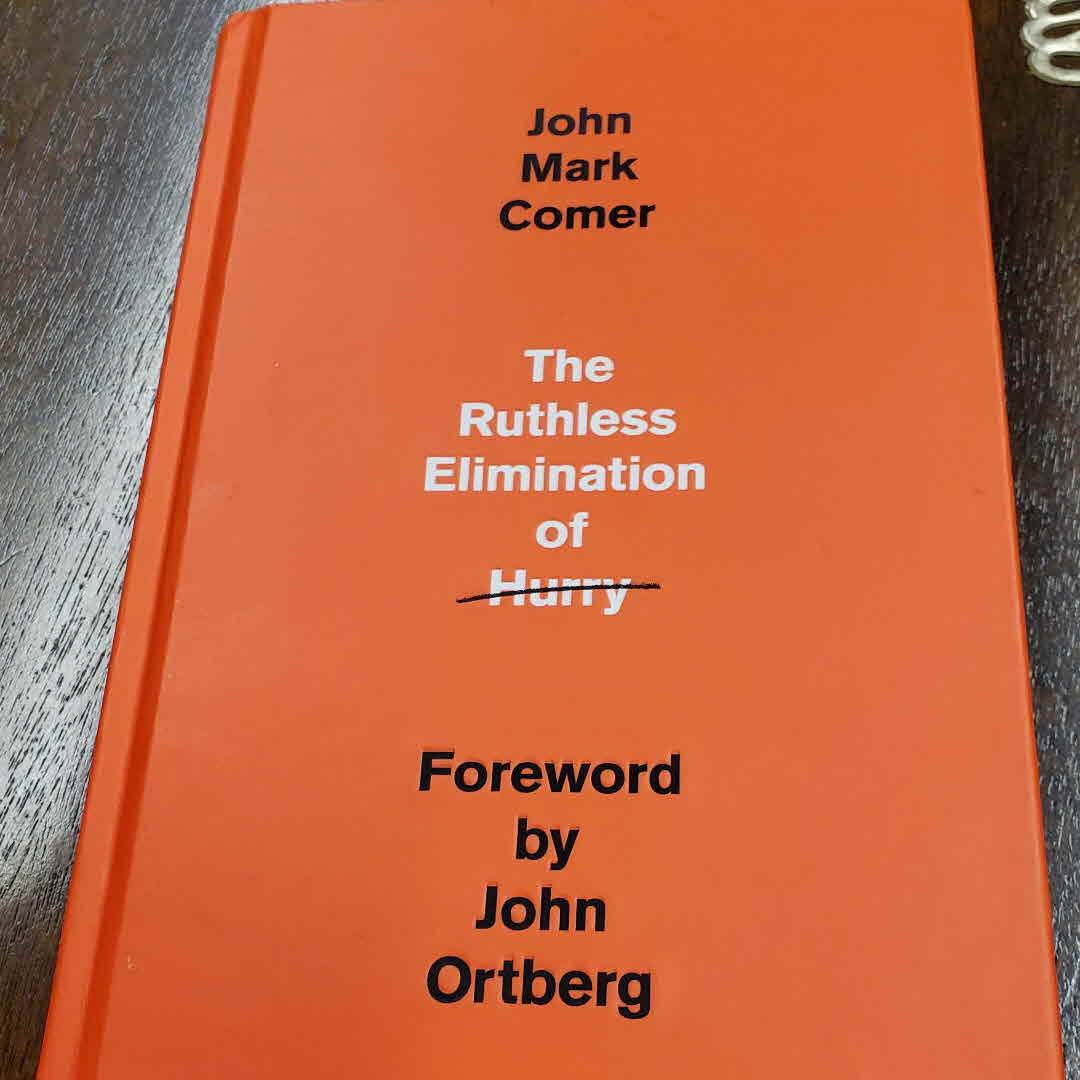 John
Mark
Comer
The
Ruthless
Elimination
of
Hurry
Foreword
by
John
Ortberg